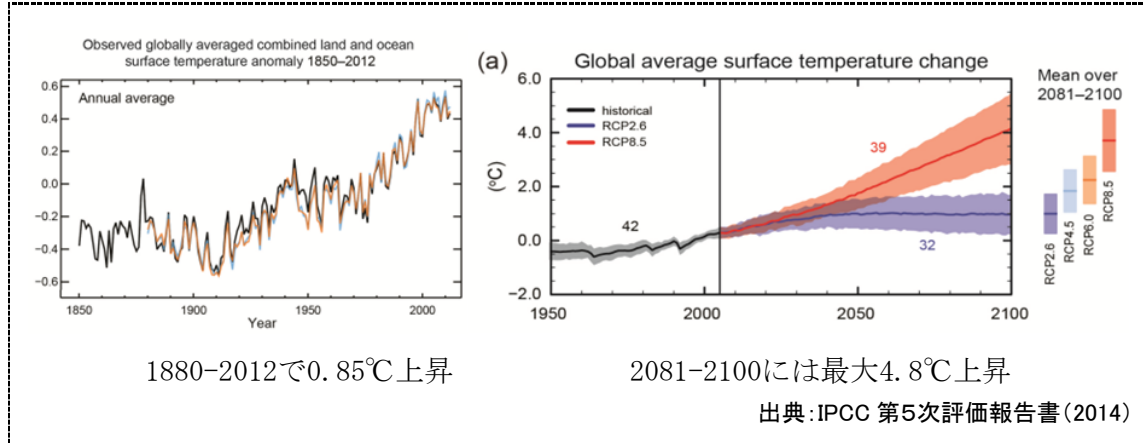 Observed globally averaged combined land and ocean
surface temperature anomaly 1850–2012
Annual average
0.6
0.4
0.2
0.0
−0.2
−0.4
−0.6
1850
1900
1950
2000
Year
(a)
Global average surface temperature change
6.0
4.0
2.0
0.0
−2.0
(°C)
historical
RCP2.6
RCP8.5
42
39
32
1950
2000
2050
2100
Mean over
2081–2100
RCP2.6
RCP4.5
RCP6.0
RCP8.5
1880-2012で0.85℃上昇
2081-2100には最大4.8℃上昇
出典:IPCC 第5次評価報告書(2014)